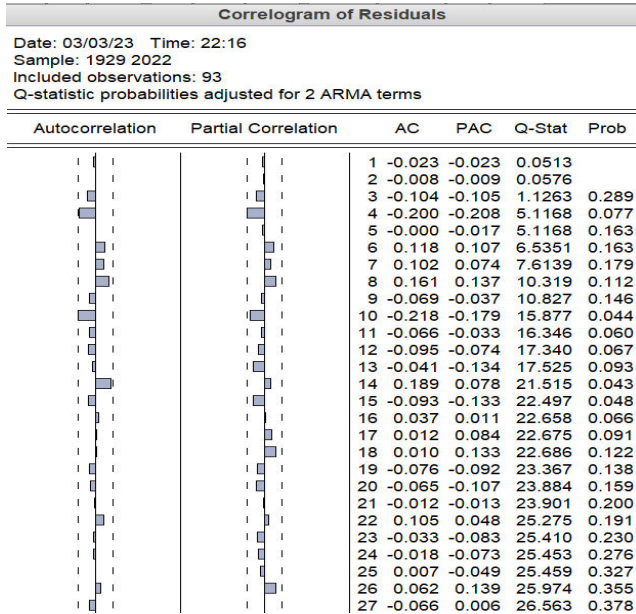 Correlogram of Residuals
Date: 03/03/23 Time: 22:16
Sample: 1929 2022
Included observations: 93
Q-statistic probabilities adjusted for 2 ARMA terms
Autocorrelation Partial Correlation AC PAC Q-Stat Prob
1 -0.023 -0.023 0.0513
2 -0.008 -0.009 0.0576
3 -0.104 -0.105 1.1263 0.289
4 -0.200 -0.208 5.1168 0.077
5 -0.000 -0.017 5.1168 0.163
6 0.118 0.107 6.5351 0.163
7 0.102 0.074 7.6139 0.179
8 0.161 0.137 10.319 0.112
9 -0.069 -0.037 10.827 0.146
10 -0.218 -0.179 15.877 0.044
11 -0.066 -0.033 16.346 0.060
12 -0.095 -0.074 17.340 0.067
13 -0.041 -0.134 17.525 0.093
14 0.189 0.078 21.515 0.043
15 -0.093 -0.133 22.497 0.048
16 0.037 0.011 22.658 0.066
17 0.012 0.084 22.675 0.091
18 0.010 0.133 22.686 0.122
19 -0.076 -0.092 23.367 0.138
20 -0.065 -0.107 23.884 0.159
21 -0.012 -0.013 23.901 0.200
22 0.105 0.048 25.275 0.191
23 -0.033 -0.083 25.410 0.230
24 -0.018 -0.073 25.453 0.276
25 0.007 -0.049 25.459 0.327
26 0.062 0.139 25.974 0.355
27 -0.066 0.006 26.563 0.378